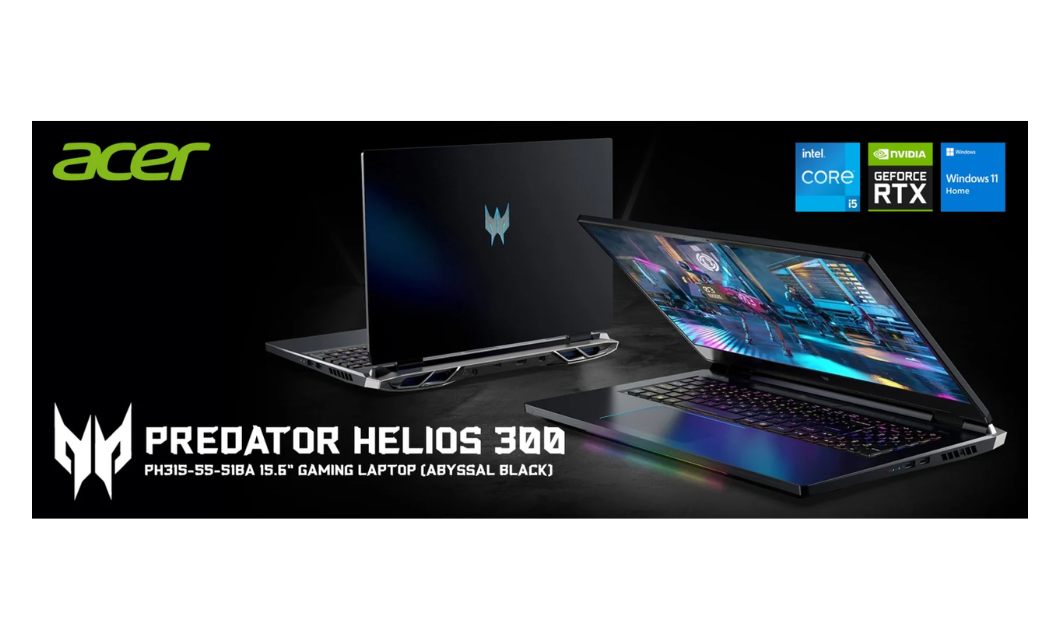 acer
intel.
CORE
i5
NVIDIA
GEFORCE
RTX
Windows
Windows 11
Home
PREDATOR HELIOS 300
PH315-55-51BA 15.6" GAMING LAPTOP (ABYSSAL BLACK)